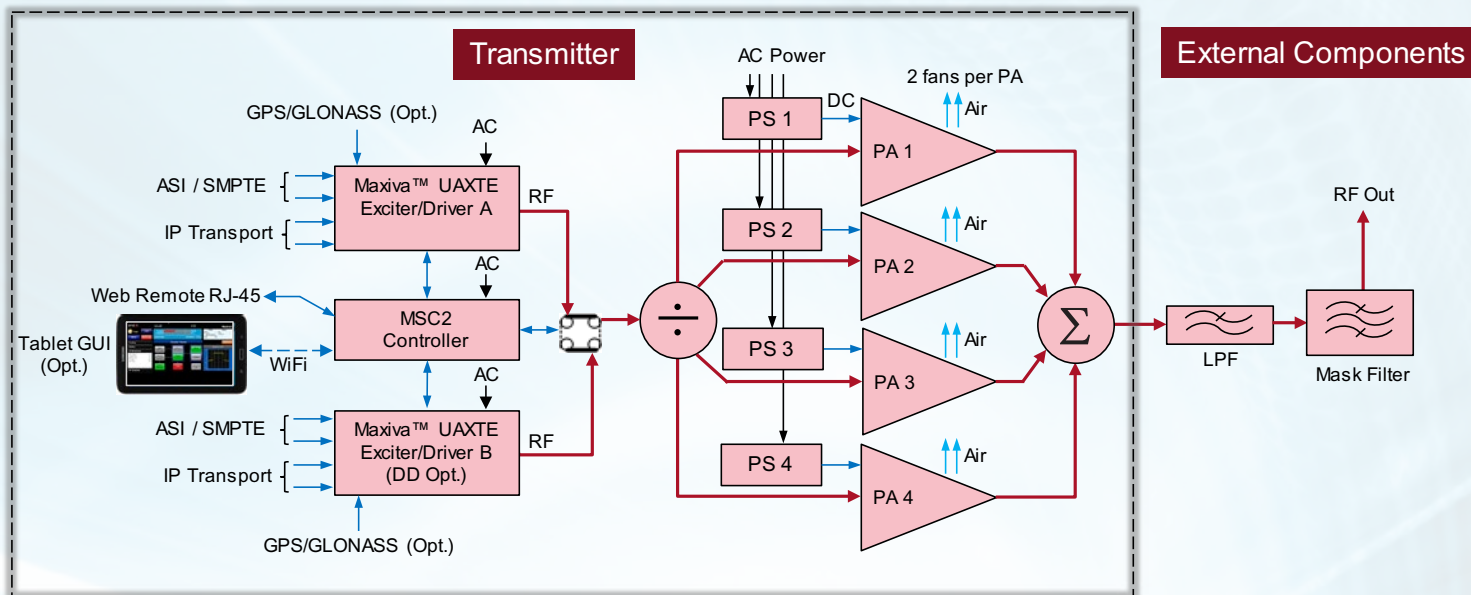 Transmitter
External Components
AC Power
2 fans per PA
GPS/GLONASS (Opt.)
AC
PS 1
DC
Air
PA 1
ASI / SMPTE
IP Transport
Maxiva™ UAXTE
Exciter/Driver A
RF
RF Out
PS 2
Air
PA 2
AC
Web Remote RJ-45
MSC2
Controller
÷
Σ
Tablet GUI
(Opt.)
WiFi
PS 3
Air
PA 3
LPF
Mask Filter
AC
ASI / SMPTE
IP Transport
Maxiva™ UAXTE
Exciter/Driver B
(DD Opt.)
RF
PS 4
Air
PA 4
GPS/GLONASS (Opt.)